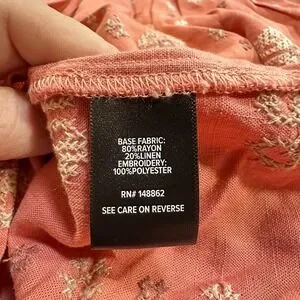 BASE FABRIC:
80%RAYON
20%LINEN
EMBROIDERY:
100%POLYESTER
RN# 148862
SEE CARE ON REVERSE